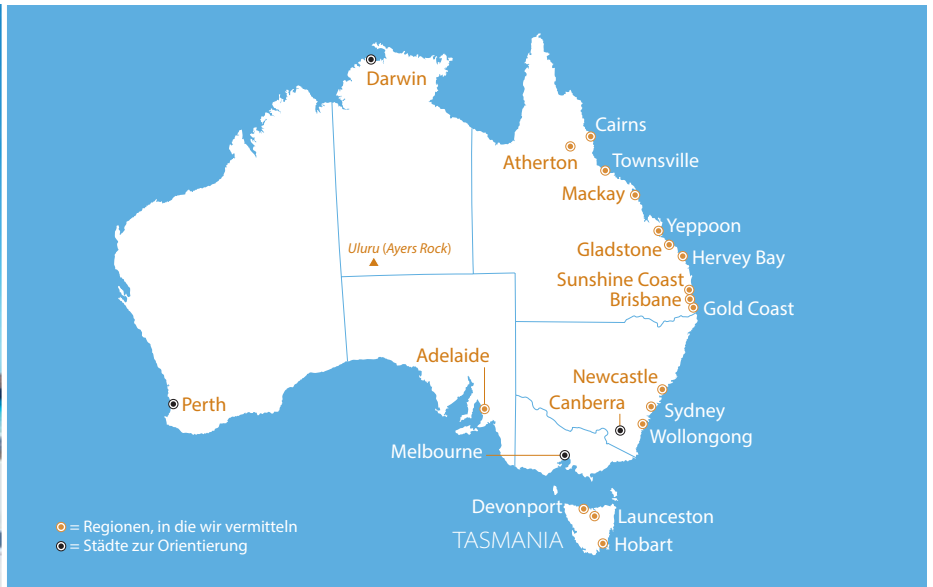 Darwin
Cairns
Atherton
Townsville
Mackay
Yeppoon
Uluru (Ayers Rock)
Gladstone
Hervey Bay
Sunshine Coast
Brisbane
Gold Coast
Adelaide
Newcastle
Canberra
Perth
Sydney
Wollongong
Melbourne
Devonport
Launceston
TASMANIA
Hobart
= Regionen, in die wir vermitteln
= Städte zur Orientierung